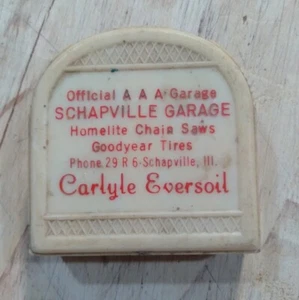 Official A A A Garage
SCHAPVILLE GARAGE
Homelite Chain Saws
Goodyear Tires
Phone 29 R 6-Schapville, Ill.
Carlyle Eversoil